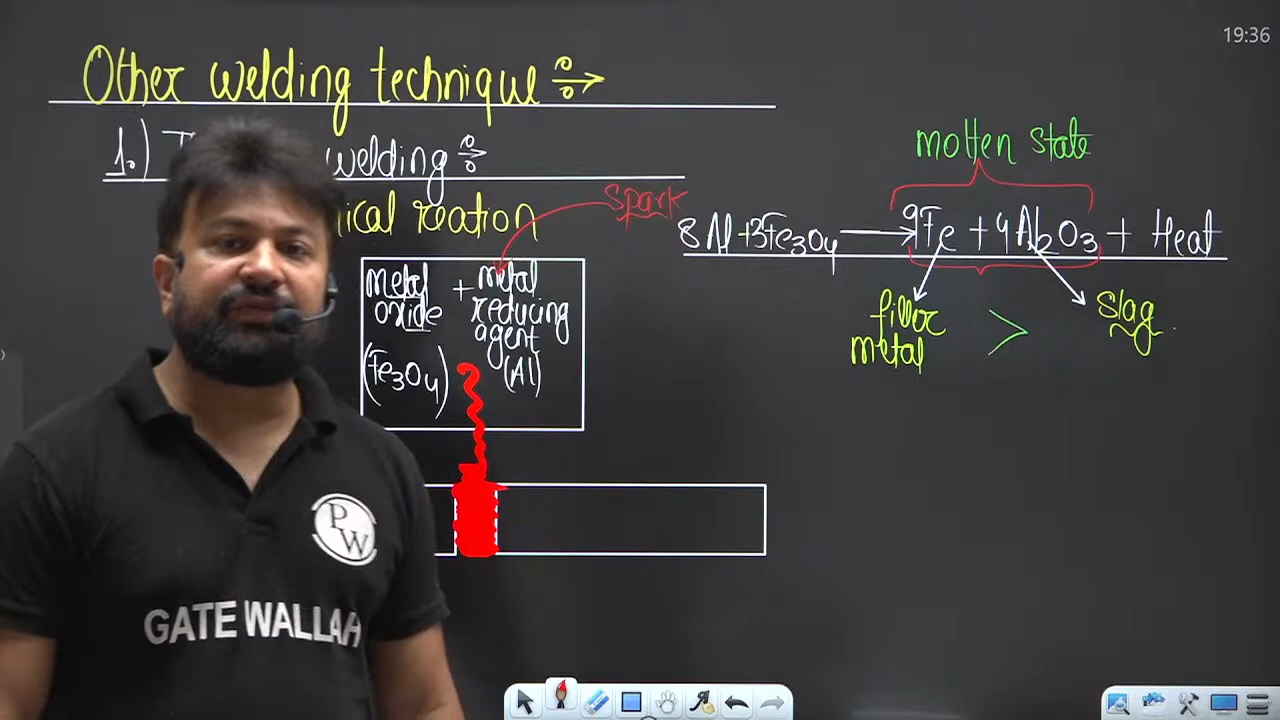 19:36
Other welding technique
1.) T welding
ical reation
spark
metal oxide + metal reducing agent
(Fe3O4) (Al)
molten state
8Al+3Fe3O4 → 9Fe + 4Al2O3 + Heat
filler metal > slag
PW
GATE WALLAH